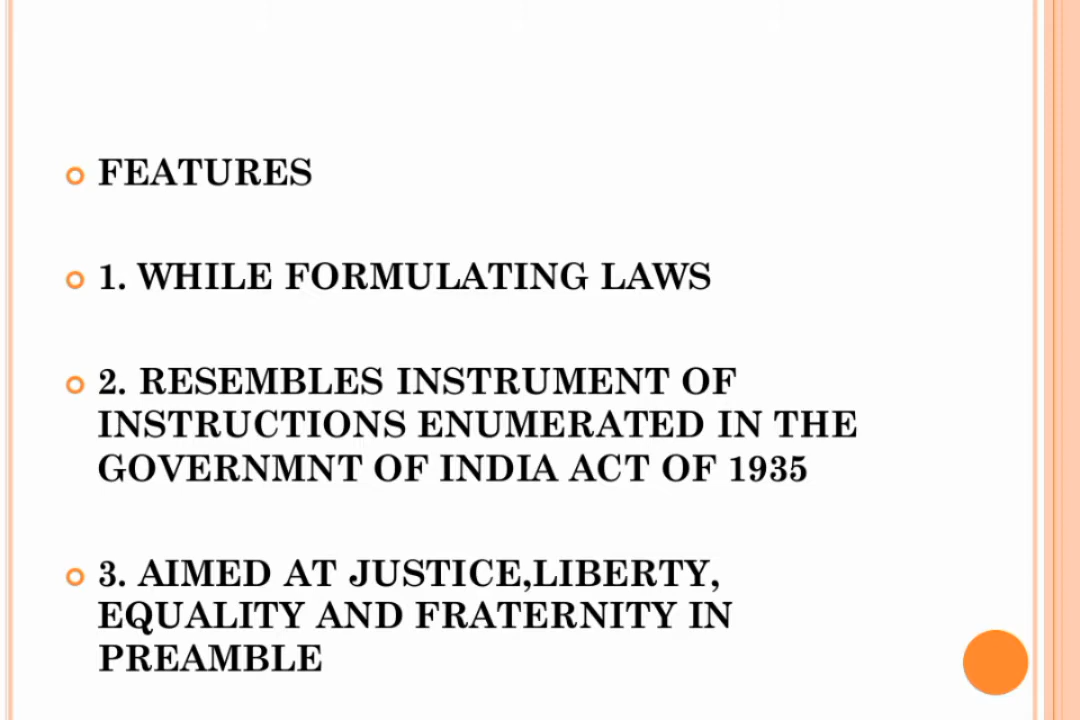 FEATURES
1. WHILE FORMULATING LAWS
2. RESEMBLES INSTRUMENT OF
INSTRUCTIONS ENUMERATED IN THE
GOVERNMNT OF INDIA ACT OF 1935
3. AIMED AT JUSTICE,LIBERTY,
EQUALITY AND FRATERNITY IN
PREAMBLE